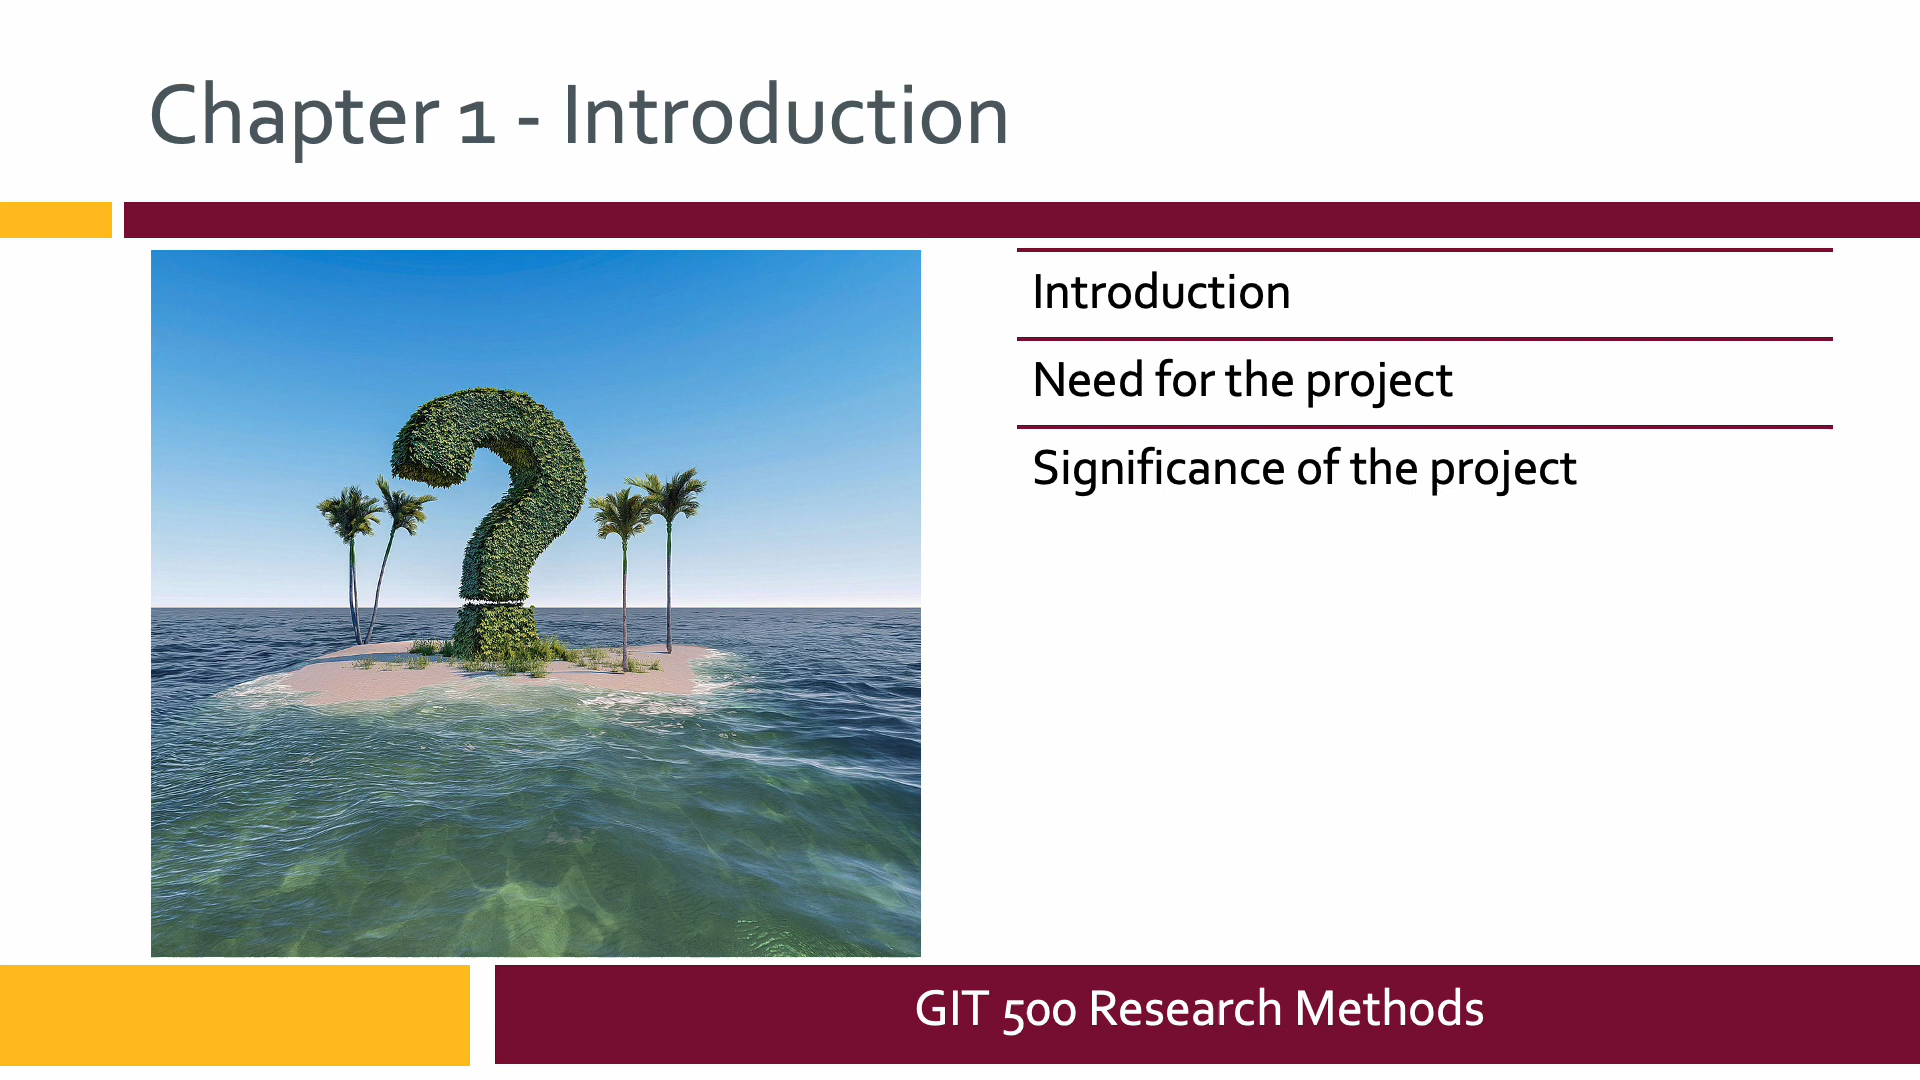 Chapter 1 - Introduction
Introduction
Need for the project
Significance of the project
GIT 500 Research Methods